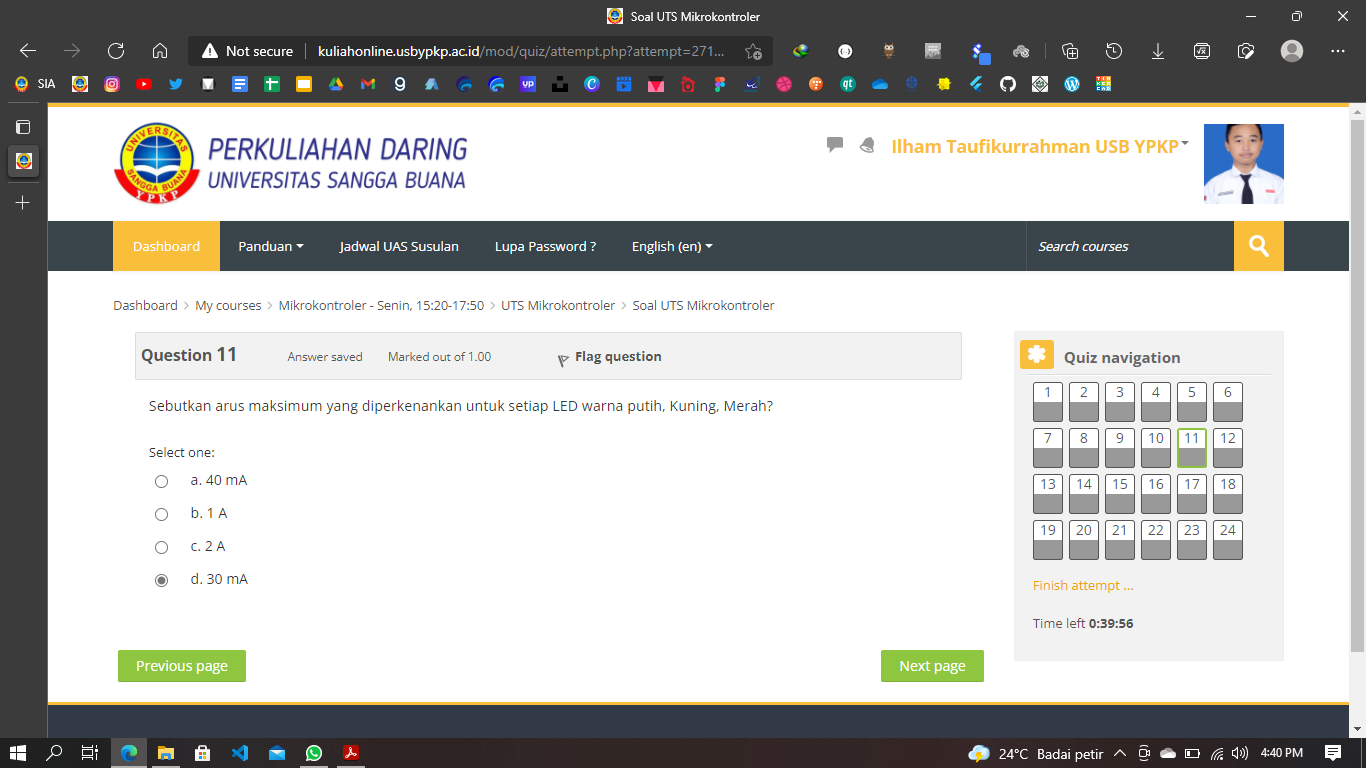 Soal UTS Mikrokontroler
Not secure
kuliahonline.usbypkp.ac.id/mod/quiz/attempt.php?attempt=271...
SIA
UNIVERSITAS
SANGGA BUANA
YPKP
PERKULIAHAN DARING
UNIVERSITAS SANGGA BUANA
Ilham Taufikurrahman USB YPKP
Dashboard
Panduan
Jadwal UAS Susulan
Lupa Password ?
English (en)
Search courses
Dashboard > My courses > Mikrokontroler - Senin, 15:20-17:50 > UTS Mikrokontroler > Soal UTS Mikrokontroler
Question 11
Answer saved
Marked out of 1.00
Flag question
Sebutkan arus maksimum yang diperkenankan untuk setiap LED warna putih, Kuning, Merah?
Select one:
a. 40 mA
b. 1 A
c. 2 A
d. 30 mA
Previous page
Next page
Quiz navigation
1 2 3 4 5 6
7 8 9 10 11 12
13 14 15 16 17 18
19 20 21 22 23 24
Finish attempt ...
Time left 0:39:56
24°C Badai petir
4:40 PM